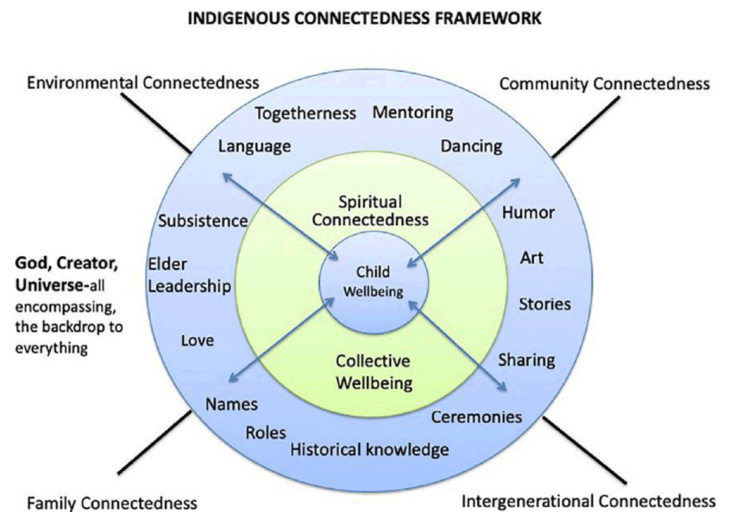 INDIGENOUS CONNECTEDNESS FRAMEWORK
Environmental Connectedness
Community Connectedness
Togetherness
Mentoring
Language
Dancing
Spiritual
Connectedness
Subsistence
Humor
God, Creator,
Universe-all
encompassing,
the backdrop to
everything
Elder
Leadership
Child
Wellbeing
Art
Stories
Love
Collective
Wellbeing
Sharing
Names
Ceremonies
Roles
Historical knowledge
Family Connectedness
Intergenerational Connectedness